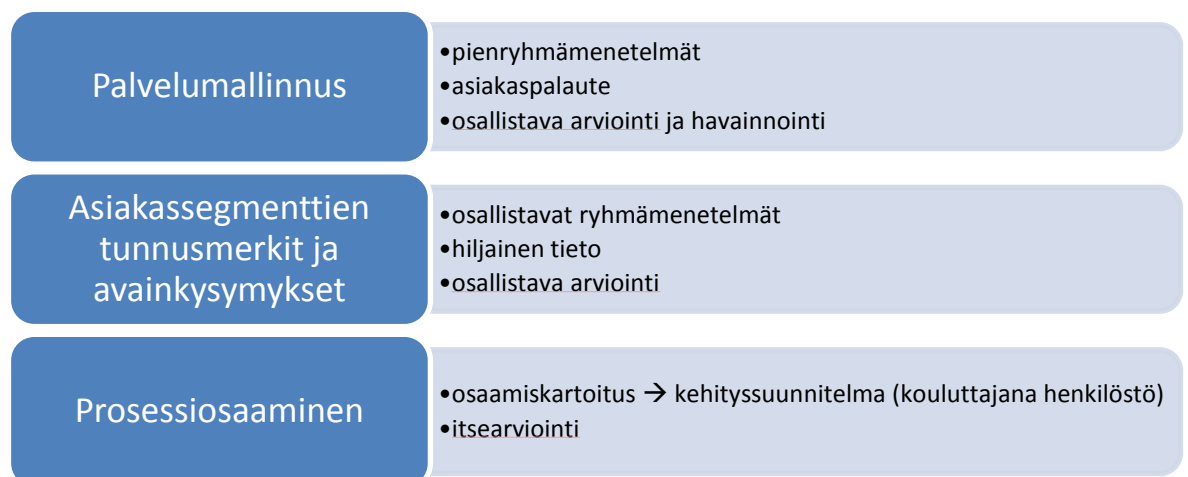 Palvelumallinnus
•pienryhmämenetelmät
•asiakaspalaute
•osallistava arviointi ja havainnointi
Asiakassegmenttien
tunnusmerkit ja
avainkysymykset
•osallistavat ryhmämenetelmät
•hiljainen tieto
•osallistava arviointi
Prosessiosaaminen
•osaamiskartoitus → kehityssuunnitelma (kouluttajana henkilöstö)
•itsearviointi